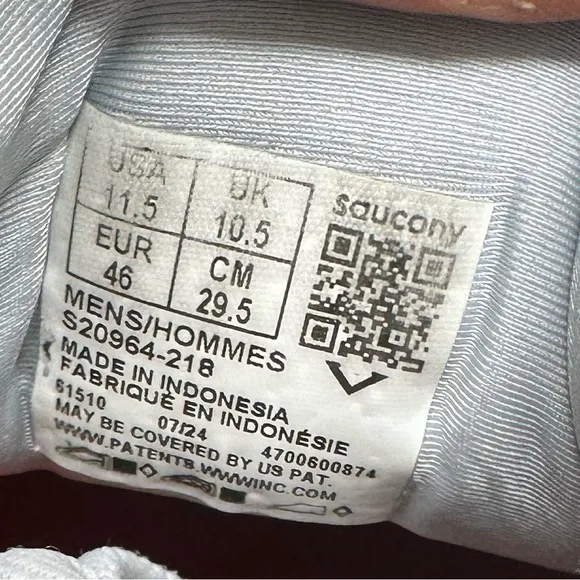 USA UK
11.5 10.5
EUR CM
46 29.5
saucony
MENS/HOMMES
S20964-218
MADE IN INDONESIA
FABRIQUÉ EN INDONÉSIE
61510 07/24 4700600874
MAY BE COVERED BY US PAT.
WWW.PATENTS.WWWINC.COM